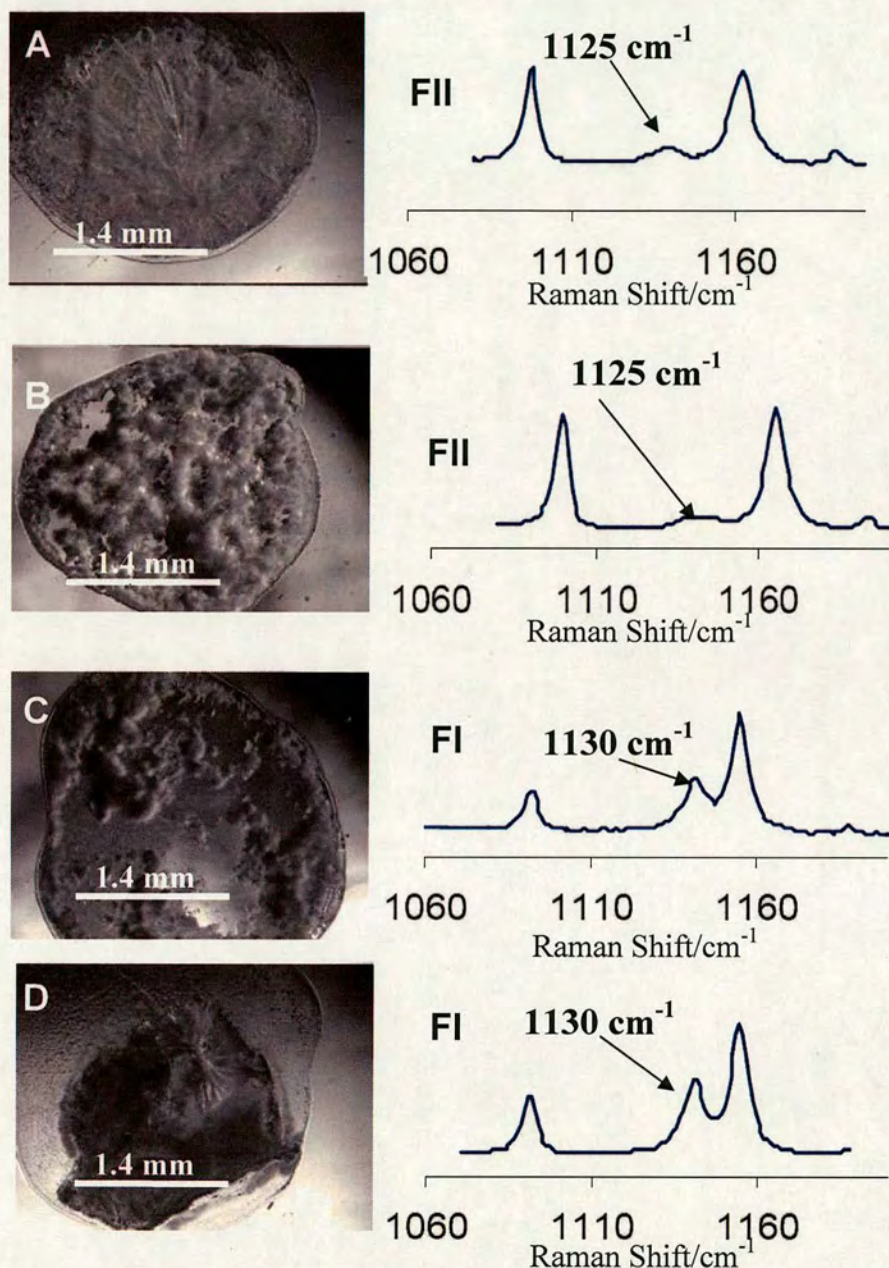 A
1.4 mm
FII
1125 cm⁻¹
1060 1110 1160
Raman Shift/cm⁻¹
B
1.4 mm
FII
1125 cm⁻¹
1060 1110 1160
Raman Shift/cm⁻¹
C
1.4 mm
FI
1130 cm⁻¹
1060 1110 1160
Raman Shift/cm⁻¹
D
1.4 mm
FI
1130 cm⁻¹
1060 1110 1160
Raman Shift/cm⁻¹